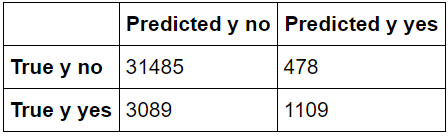 Predicted y no Predicted y yes
True y no 31485 478
True y yes 3089 1109